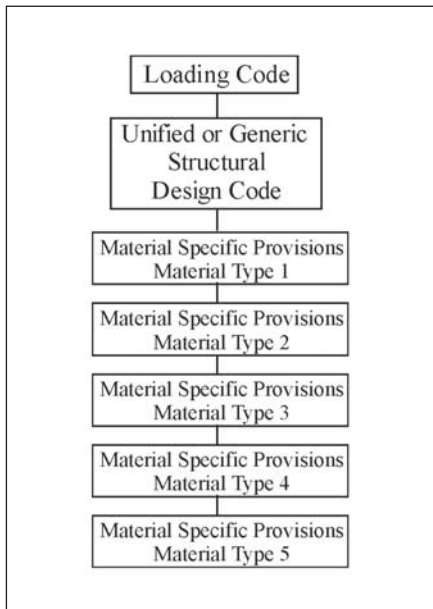 Loading Code
Unified or Generic
Structural
Design Code
Material Specific Provisions
Material Type 1
Material Specific Provisions
Material Type 2
Material Specific Provisions
Material Type 3
Material Specific Provisions
Material Type 4
Material Specific Provisions
Material Type 5